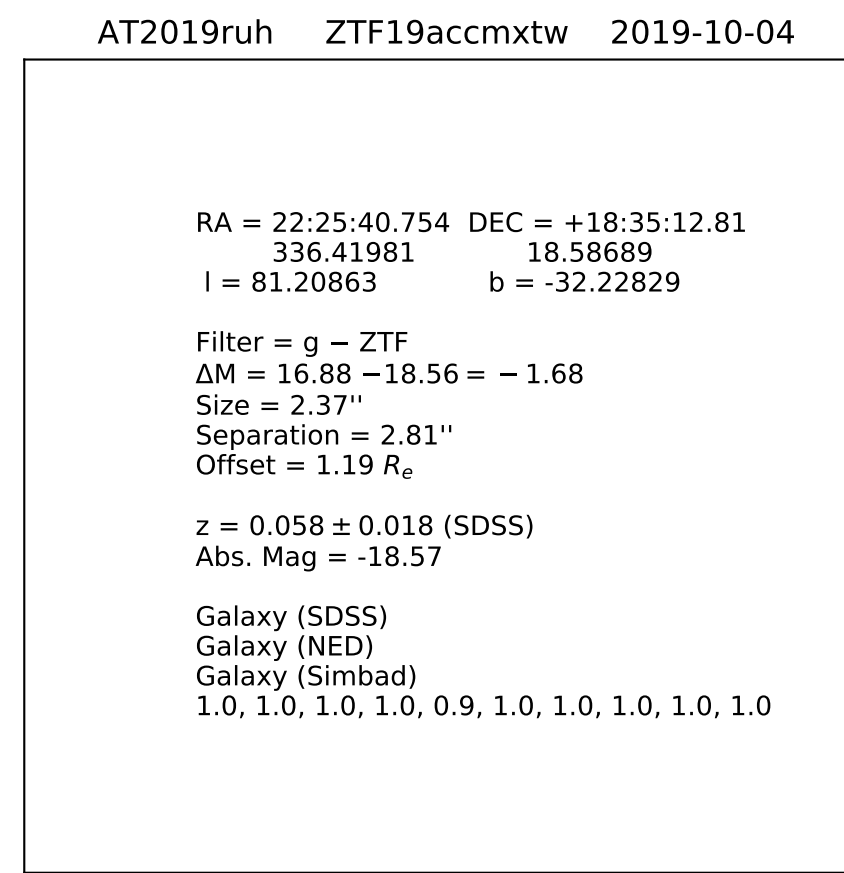 AT2019ruh ZTF19accmxtw 2019-10-04
RA = 22:25:40.754 DEC = +18:35:12.81
336.41981 18.58689
l = 81.20863 b = -32.22829
Filter = g − ZTF
ΔM = 16.88 −18.56 = − 1.68
Size = 2.37''
Separation = 2.81''
Offset = 1.19 Re
z = 0.058 ± 0.018 (SDSS)
Abs. Mag = -18.57
Galaxy (SDSS)
Galaxy (NED)
Galaxy (Simbad)
1.0, 1.0, 1.0, 1.0, 0.9, 1.0, 1.0, 1.0, 1.0, 1.0